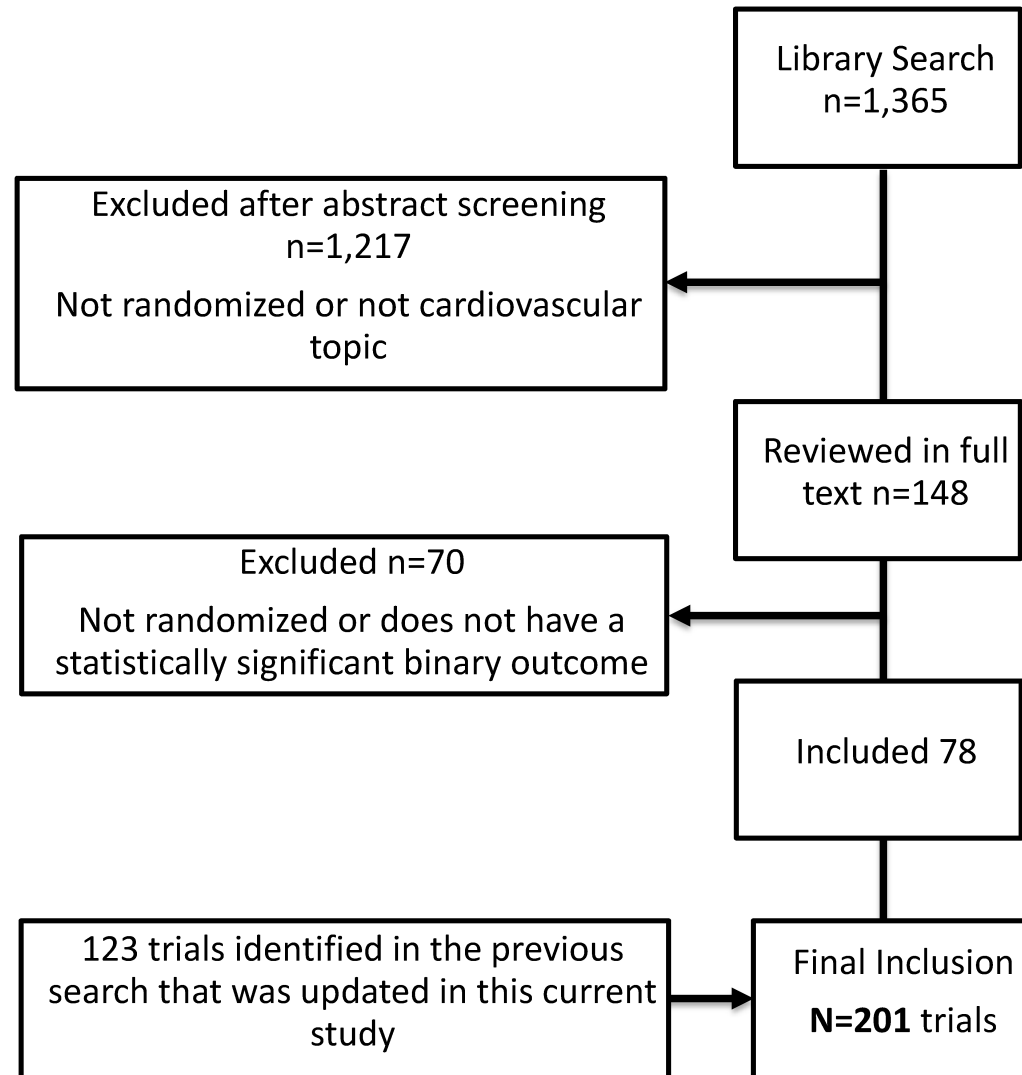 Library Search
n=1,365
Excluded after abstract screening
n=1,217
Not randomized or not cardiovascular
topic
Reviewed in full
text n=148
Excluded n=70
Not randomized or does not have a
statistically significant binary outcome
Included 78
123 trials identified in the previous
search that was updated in this current
study
Final Inclusion
N=201 trials